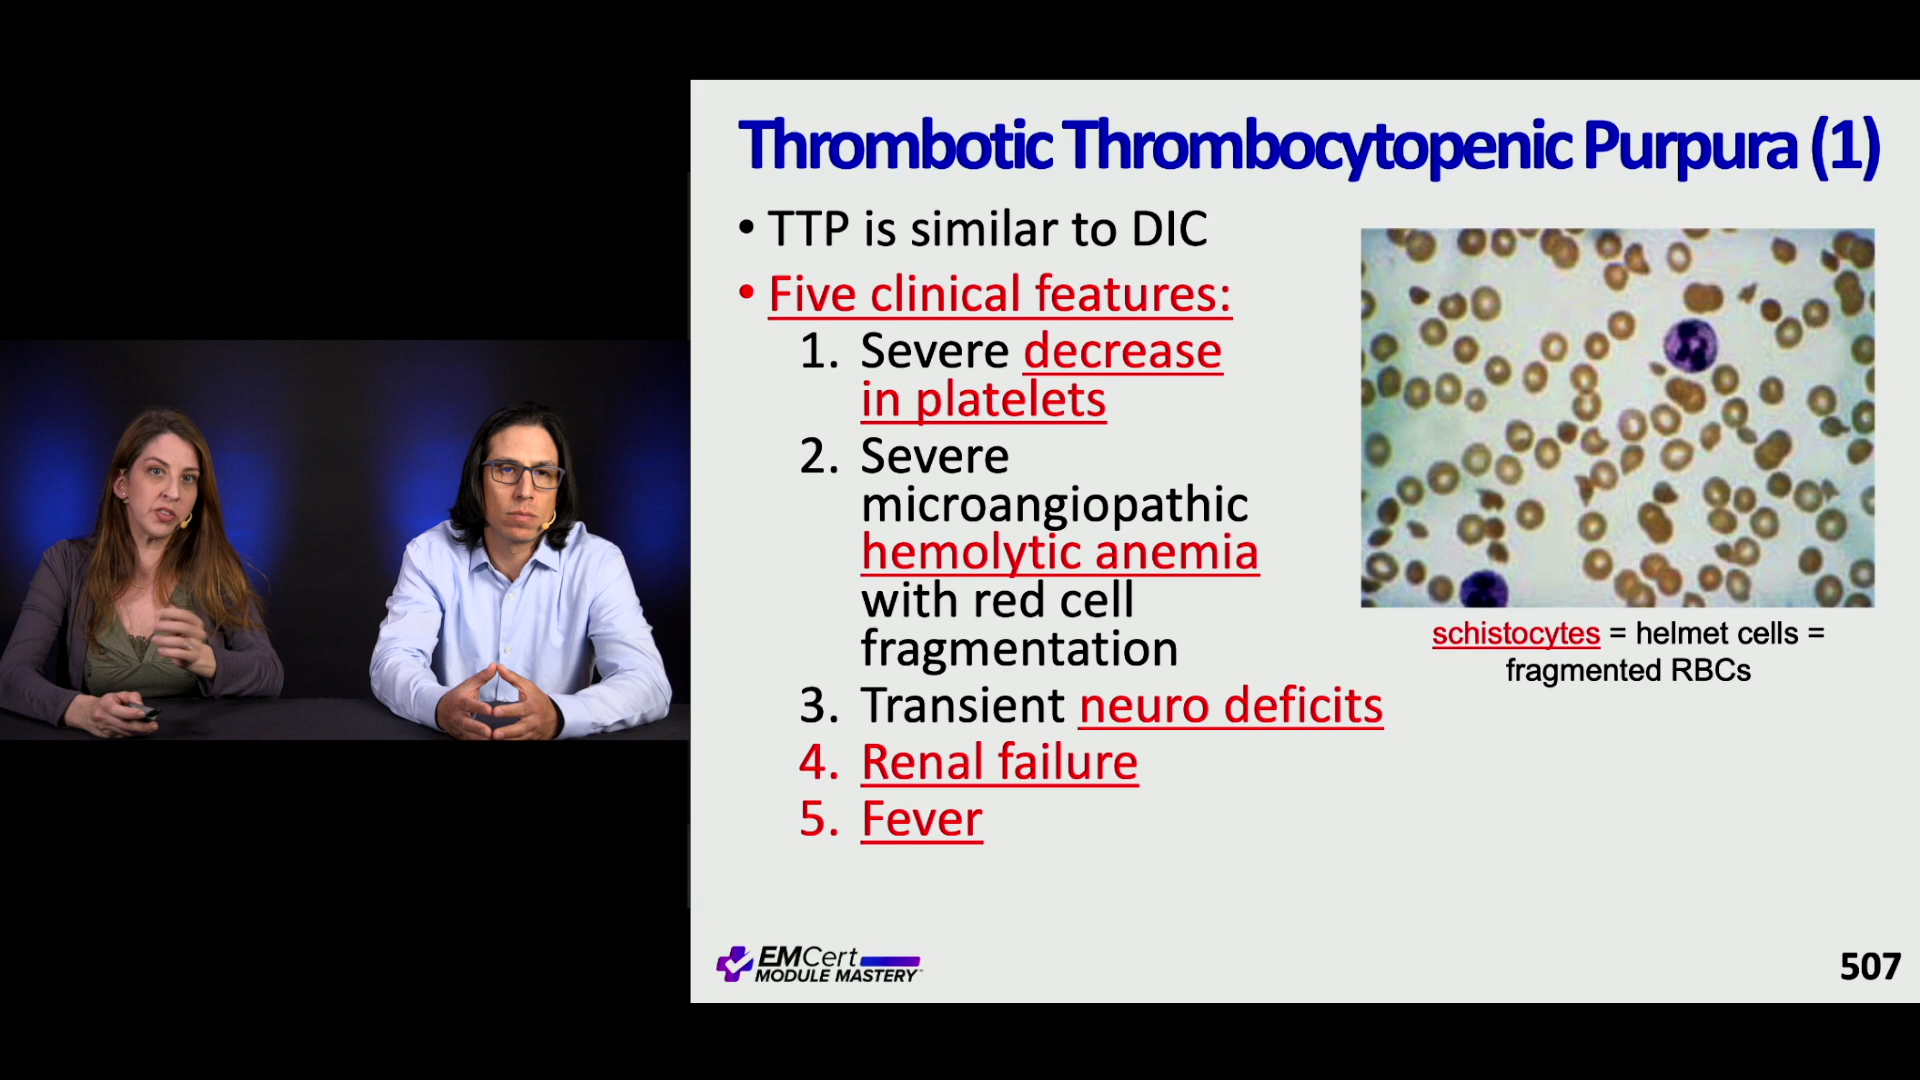 Thrombotic Thrombocytopenic Purpura (1)
• TTP is similar to DIC
• Five clinical features:
1. Severe decrease
in platelets
2. Severe
microangiopathic
hemolytic anemia
with red cell
fragmentation
3. Transient neuro deficits
4. Renal failure
5. Fever
schistocytes = helmet cells =
fragmented RBCs
EMCert
MODULE MASTERY
507